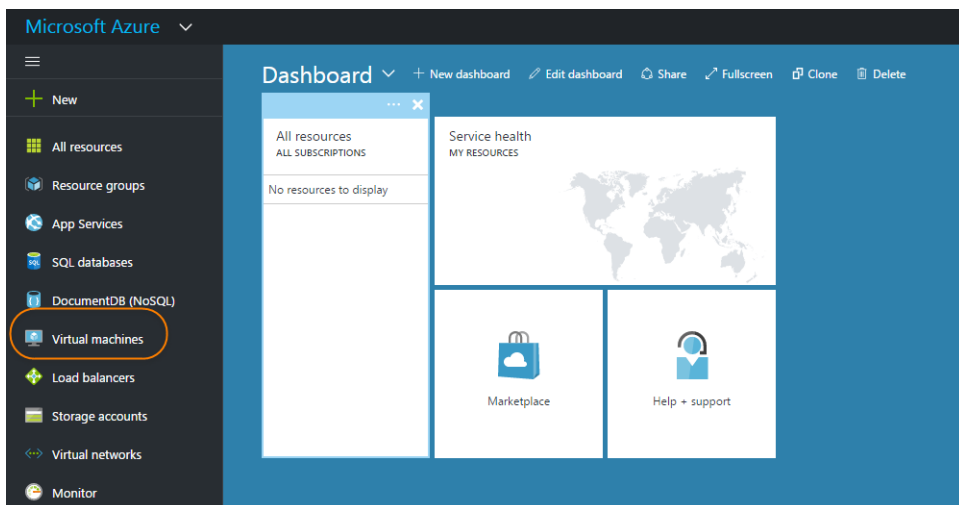 Microsoft Azure
New
All resources
Resource groups
App Services
SQL databases
DocumentDB (NoSQL)
Virtual machines
Load balancers
Storage accounts
Virtual networks
Monitor
Dashboard New dashboard Edit dashboard Share Fullscreen Clone Delete
All resources
ALL SUBSCRIPTIONS
No resources to display
Service health
MY RESOURCES
Marketplace
Help + support
SQL